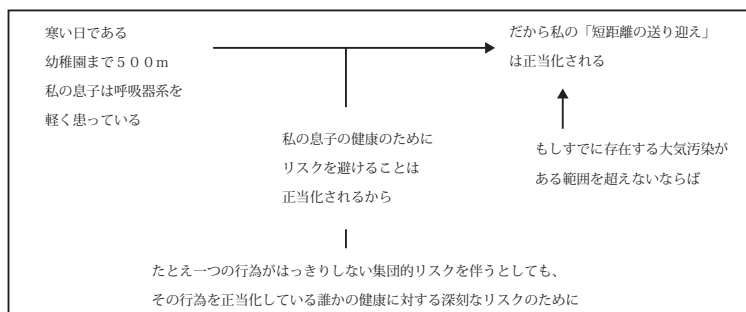 寒い日である
幼稚園まで５００ｍ
私の息子は呼吸器系を
軽く患っている
だから私の「短距離の送り迎え」
は正当化される
私の息子の健康のために
リスクを避けることは
正当化されるから
もしすでに存在する大気汚染が
ある範囲を超えないならば
たとえ一つの行為がはっきりしない集団的リスクを伴うとしても、
その行為を正当化している誰かの健康に対する深刻なリスクのために